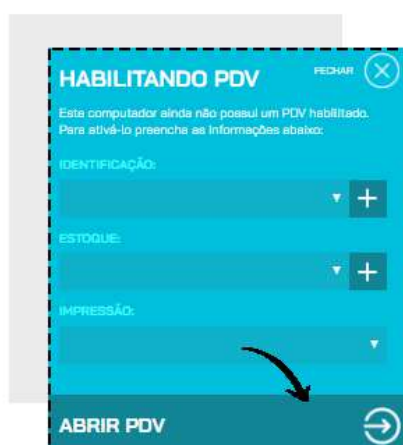 HABILITANDO PDV
FECHAR
Este computador ainda não possui um PDV habilitado.
Para ativá-lo preencha as informações abaixo:
IDENTIFICAÇÃO:
ESTOQUE:
IMPRESSÃO:
ABRIR PDV